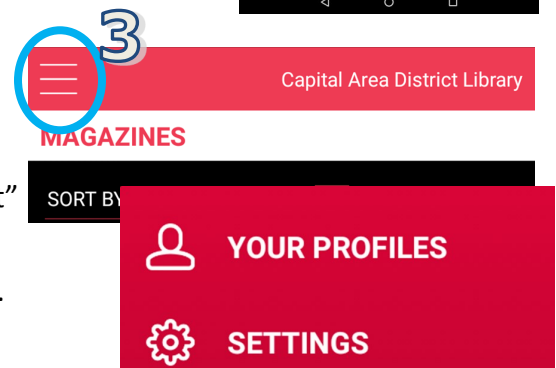 3
Capital Area District Library
MAGAZINES
t”
SORT BY
YOUR PROFILES
.
SETTINGS